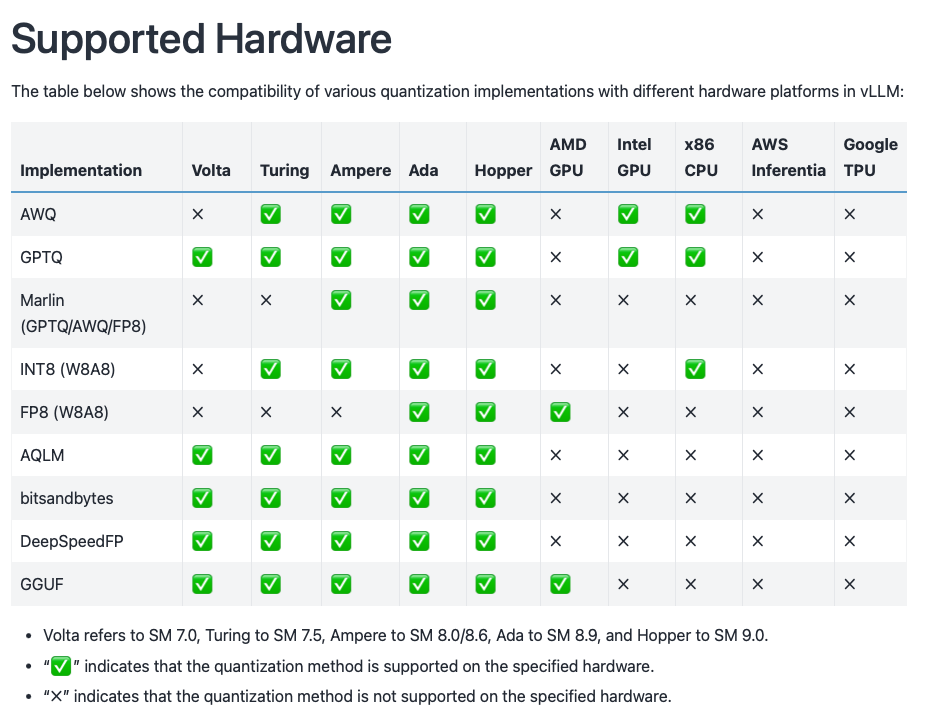 Supported Hardware
The table below shows the compatibility of various quantization implementations with different hardware platforms in vLLM:
Implementation Volta Turing Ampere Ada Hopper AMD GPU Intel GPU x86 CPU AWS Inferentia Google TPU
AWQ ✕ ✅ ✅ ✅ ✅ ✕ ✅ ✅ ✕ ✕
GPTQ ✅ ✅ ✅ ✅ ✅ ✕ ✅ ✅ ✕ ✕
Marlin (GPTQ/AWQ/FP8) ✕ ✕ ✅ ✅ ✅ ✕ ✕ ✕ ✕ ✕
INT8 (W8A8) ✕ ✅ ✅ ✅ ✅ ✕ ✕ ✅ ✕ ✕
FP8 (W8A8) ✕ ✕ ✕ ✅ ✅ ✅ ✕ ✕ ✕ ✕
AQLM ✅ ✅ ✅ ✅ ✅ ✕ ✕ ✕ ✕ ✕
bitsandbytes ✅ ✅ ✅ ✅ ✅ ✕ ✕ ✕ ✕ ✕
DeepSpeedFP ✅ ✅ ✅ ✅ ✅ ✕ ✕ ✕ ✕ ✕
GGUF ✅ ✅ ✅ ✅ ✅ ✅ ✕ ✕ ✕ ✕
• Volta refers to SM 7.0, Turing to SM 7.5, Ampere to SM 8.0/8.6, Ada to SM 8.9, and Hopper to SM 9.0.
• “✅” indicates that the quantization method is supported on the specified hardware.
• “✕” indicates that the quantization method is not supported on the specified hardware.